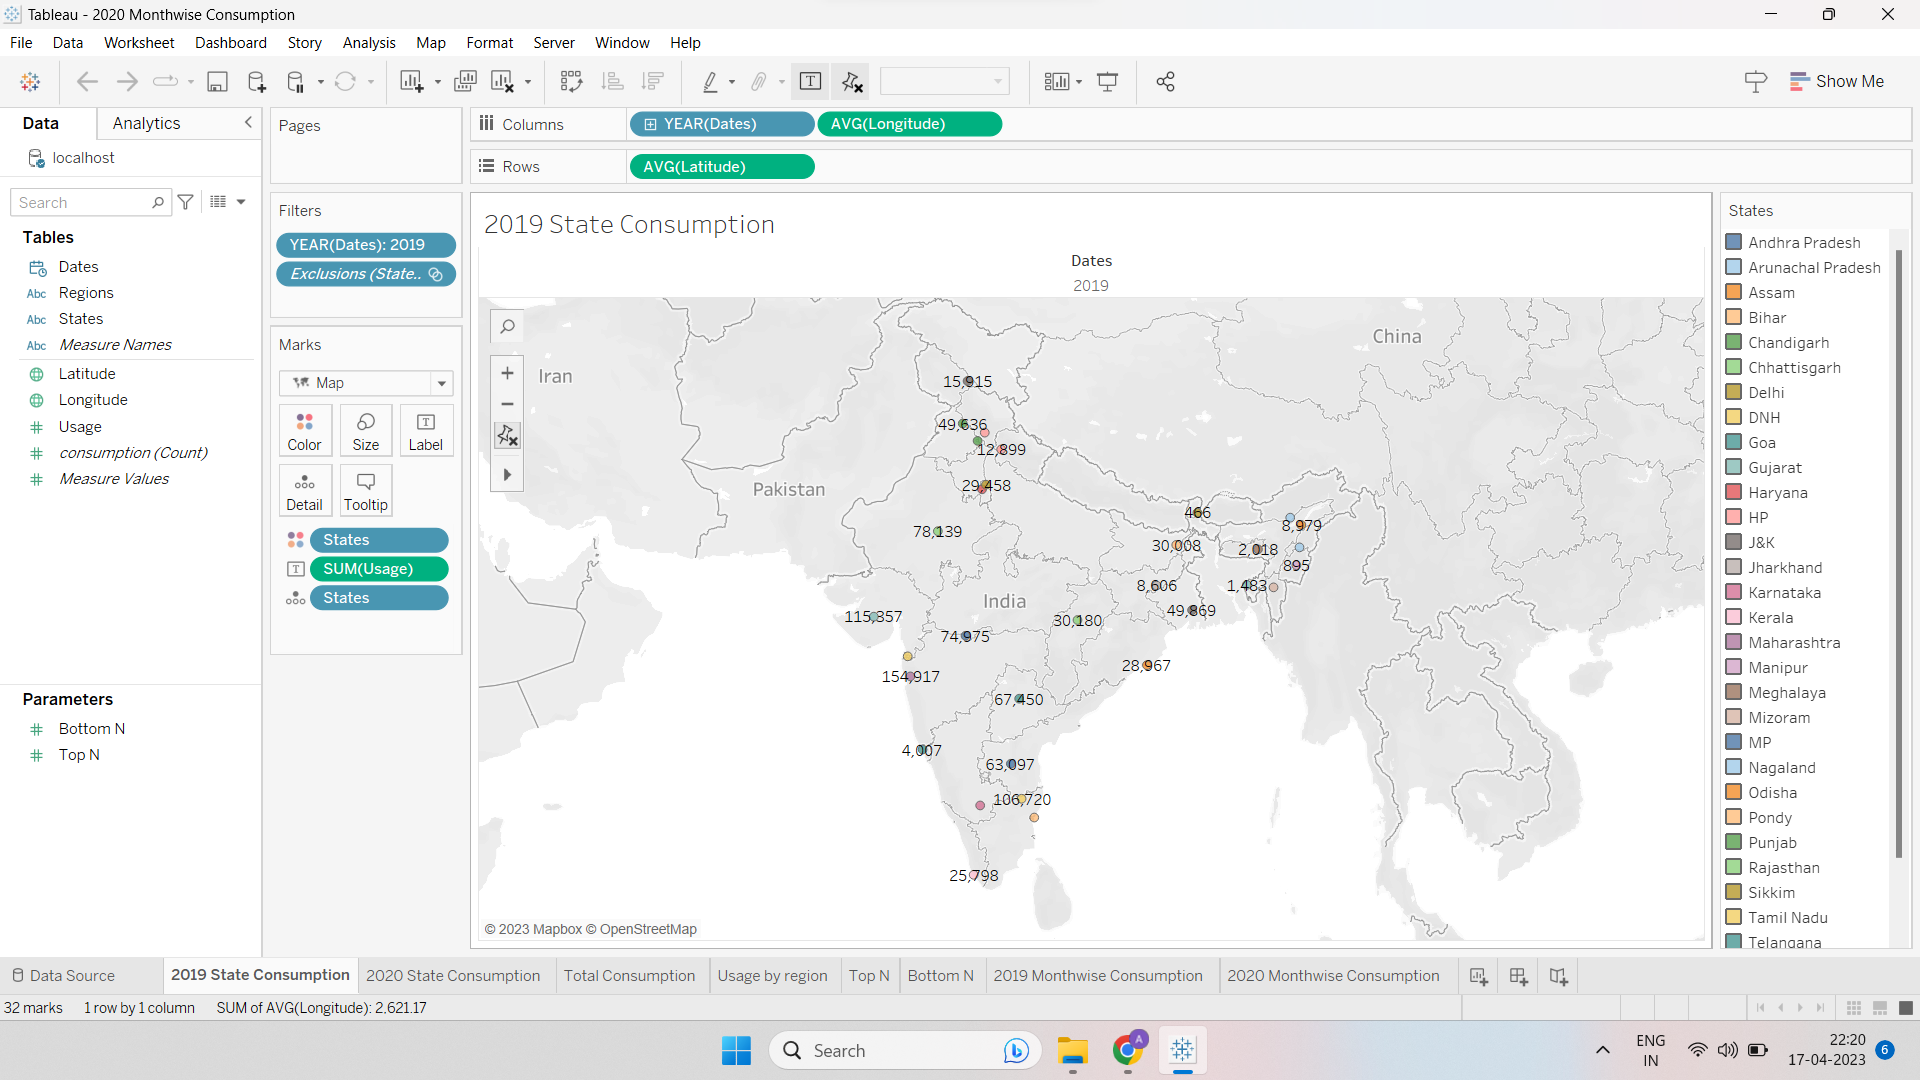 Tableau - 2020 Monthwise Consumption
File Data Worksheet Dashboard Story Analysis Map Format Server Window Help
Show Me
Data Analytics
localhost
Search
Tables
Dates
Abc Regions
Abc States
Abc Measure Names
Latitude
Longitude
Usage
consumption (Count)
Measure Values
Parameters
Bottom N
Top N
Pages
Filters
YEAR(Dates): 2019
Exclusions (State..
Marks
Map
Color Size Label
Detail Tooltip
States
SUM(Usage)
States
Columns YEAR(Dates) AVG(Longitude)
Rows AVG(Latitude)
2019 State Consumption
Dates
2019
China
Iran
15,915
49,636
12,899
Pakistan
29,458
466
78,139
8,979
30,008
2,018
895
8,606
1,483
India
49,869
115,357
30,180
74,975
28,967
154,917
67,450
4,007
63,097
106,720
25,798
© 2023 Mapbox © OpenStreetMap
States
Andhra Pradesh
Arunachal Pradesh
Assam
Bihar
Chandigarh
Chhattisgarh
Delhi
DNH
Goa
Gujarat
Haryana
HP
J&K
Jharkhand
Karnataka
Kerala
Maharashtra
Manipur
Meghalaya
Mizoram
MP
Nagaland
Odisha
Pondy
Punjab
Rajasthan
Sikkim
Tamil Nadu
Telangana
Data Source 2019 State Consumption 2020 State Consumption Total Consumption Usage by region Top N Bottom N 2019 Monthwise Consumption 2020 Monthwise Consumption
32 marks 1 row by 1 column SUM of AVG(Longitude): 2,621.17
Search
A
ENG
IN
22:20
17-04-2023
6